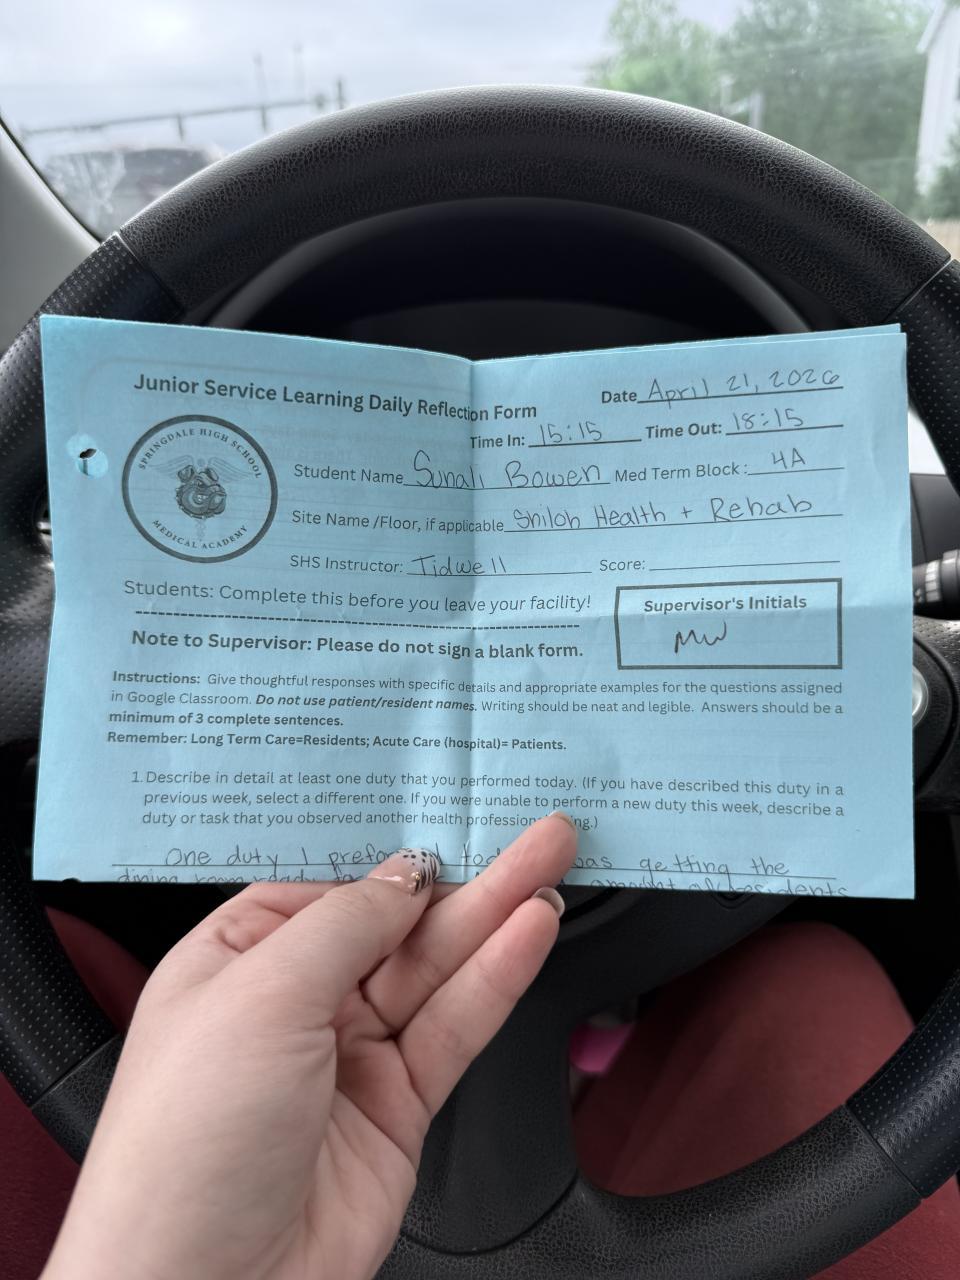 Junior Service Learning Daily Reflection Form
Date April 21, 2026
Time In: 15:15 Time Out: 18:15
SPRINGDALE HIGH SCHOOL
MEDICAL ACADEMY
Student Name Sunali Bowen Med Term Block: 4A
Site Name /Floor, if applicable Shiloh Health + Rehab
SHS Instructor: Tidwell Score:
Students: Complete this before you leave your facility!
Supervisor's Initials
MW
Note to Supervisor: Please do not sign a blank form.
Instructions: Give thoughtful responses with specific details and appropriate examples for the questions assigned
in Google Classroom. Do not use patient/resident names. Writing should be neat and legible. Answers should be a
minimum of 3 complete sentences.
Remember: Long Term Care=Residents; Acute Care (hospital)= Patients.
1. Describe in detail at least one duty that you performed today. (If you have described this duty in a
previous week, select a different one. If you were unable to perform a new duty this week, describe a
duty or task that you observed another health profession ng.)
One duty I getting the
dining room ready amount of residents